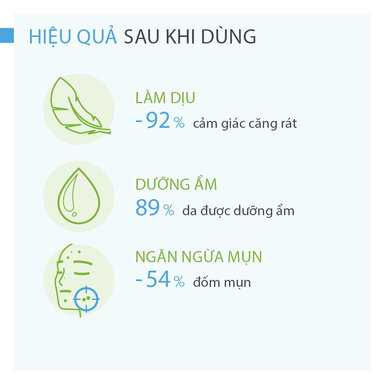 HIỆU QUẢ SAU KHI DÙNG
LÀM DỊU
-92% cảm giác căng rát
DƯỠNG ẨM
89% da được dưỡng ẩm
NGĂN NGỪA MỤN
-54% đốm mụn